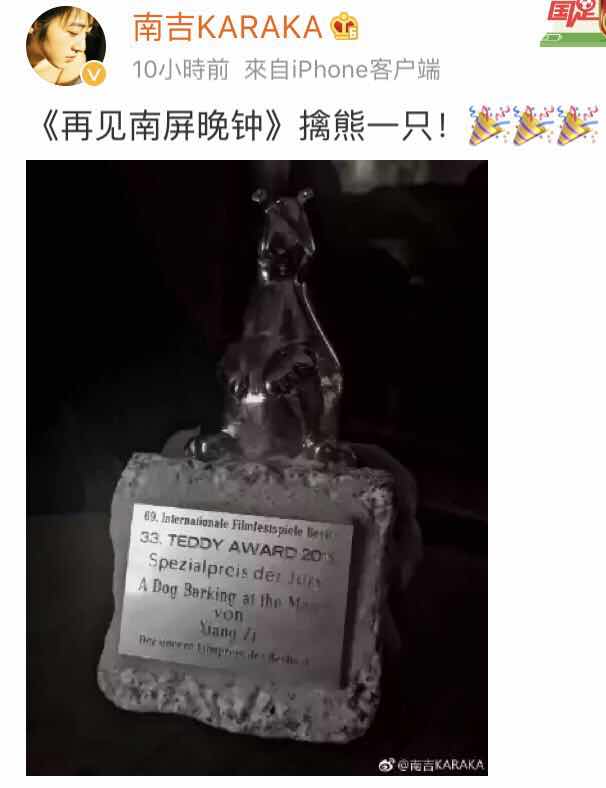 国足
南吉KARAKA
10小時前 來自iPhone客户端
《再见南屏晚钟》擒熊一只！
69. Internationale Filmfestspiele Berlin
33. TEDDY AWARD 2019
Spezialpreis der Jury
A Dog Barking at the Moon
von
Xiang Zi
@南吉KARAKA